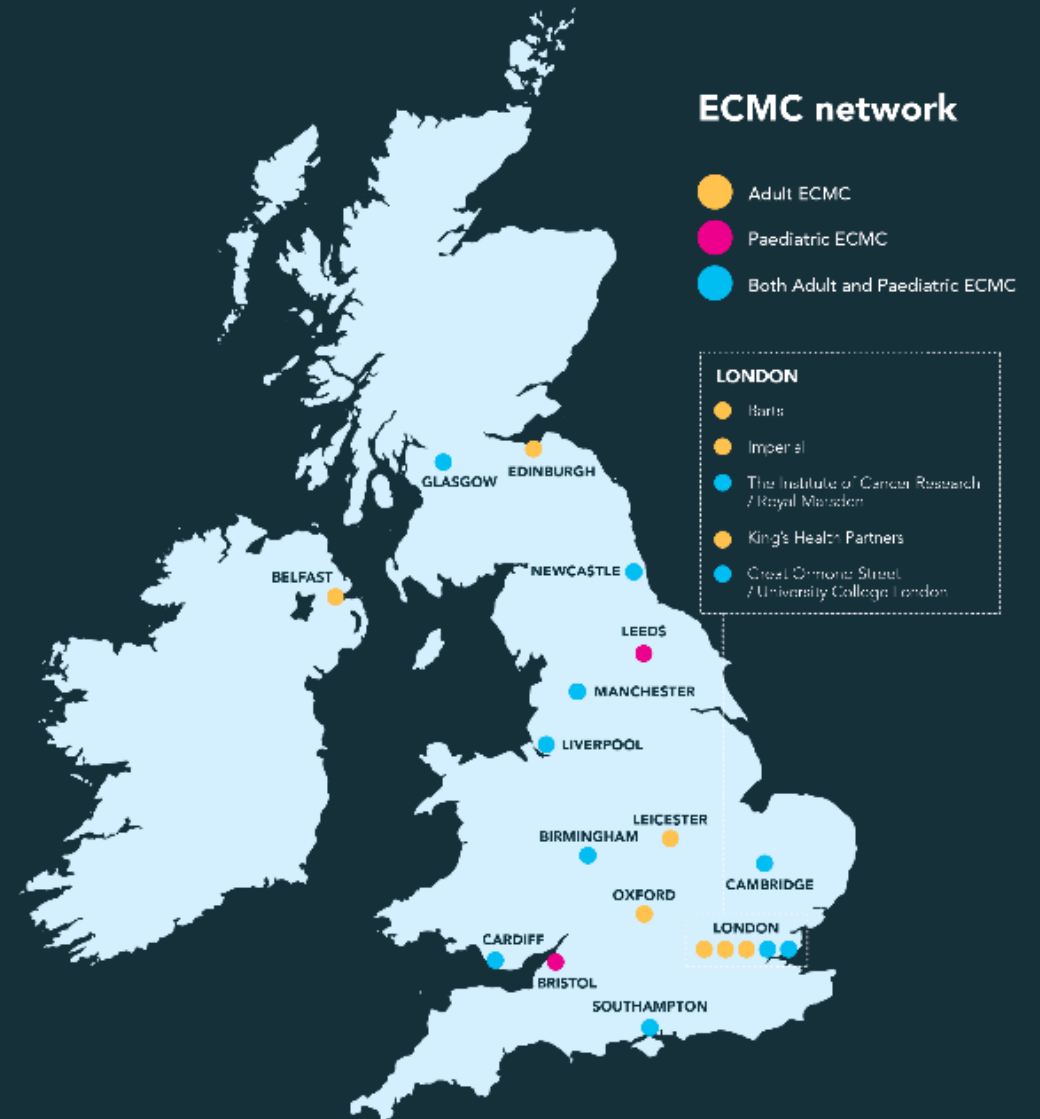 ECMC network
Adult ECMC
Paediatric ECMC
Both Adult and Paediatric ECMC
LONDON
Barts
Imperial
The Institute of Cancer Research
/ Royal Marsden
King's Health Partners
Great Ormond Street
/ University College London
GLASGOW
EDINBURGH
BELFAST
NEWCASTLE
LEEDS
MANCHESTER
LIVERPOOL
LEICESTER
BIRMINGHAM
CAMBRIDGE
OXFORD
LONDON
CARDIFF
BRISTOL
SOUTHAMPTON